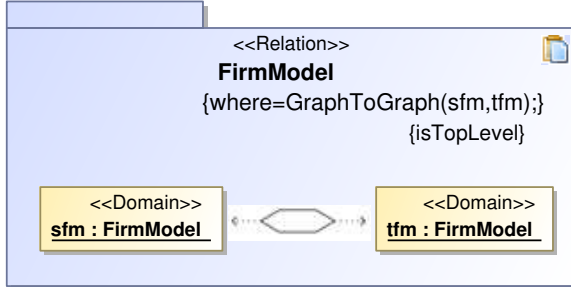 <<Relation>>
FirmModel
{where=GraphToGraph(sfm,tfm);}
{isTopLevel}
<<Domain>>
sfm : FirmModel
<<Domain>>
tfm : FirmModel